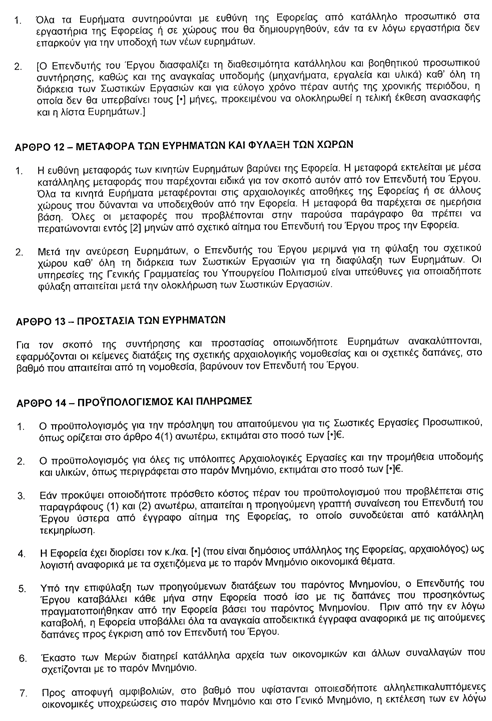 1. Όλα τα Ευρήματα συντηρούνται με ευθύνη της Εφορείας από κατάλληλο προσωπικό στα
εργαστήρια της Εφορείας ή σε χώρους που θα δημιουργηθούν, εάν τα εν λόγω εργαστήρια δεν
επαρκούν για την υποδοχή των νέων ευρημάτων.
2. [Ο Επενδυτής του Έργου διασφαλίζει τη διαθεσιμότητα κατάλληλου και βοηθητικού προσωπικού
συντήρησης, καθώς και της αναγκαίας υποδομής (μηχανήματα, εργαλεία και υλικά) καθ' όλη τη
διάρκεια των Σωστικών Εργασιών και για εύλογο χρόνο πέραν αυτής της χρονικής περιόδου, η
οποία δεν θα υπερβαίνει τους [•] μήνες, προκειμένου να ολοκληρωθεί η τελική έκθεση ανασκαφής
και η λίστα Ευρημάτων.]
ΑΡΘΡΟ 12 – ΜΕΤΑΦΟΡΑ ΤΩΝ ΕΥΡΗΜΑΤΩΝ ΚΑΙ ΦΥΛΑΞΗ ΤΩΝ ΧΩΡΩΝ
1. Η ευθύνη μεταφοράς των κινητών Ευρημάτων βαρύνει της Εφορεία. Η μεταφορά εκτελείται με μέσα
κατάλληλης μεταφοράς που παρέχονται ειδικά για τον σκοπό αυτόν από τον Επενδυτή του Έργου.
Όλα τα κινητά Ευρήματα μεταφέρονται στις αρχαιολογικές αποθήκες της Εφορείας ή σε άλλους
χώρους που δύνανται να υποδειχθούν από την Εφορεία. Η μεταφορά θα παρέχεται σε ημερήσια
βάση. Όλες οι μεταφορές που προβλέπονται στην παρούσα παράγραφο θα πρέπει να
περατώνονται εντός [2] μηνών από σχετικό αίτημα του Επενδυτή του Έργου προς την Εφορεία.
2. Μετά την ανεύρεση Ευρημάτων, ο Επενδυτής του Έργου μεριμνά για τη φύλαξη του σχετικού
χώρου καθ' όλη τη διάρκεια των Σωστικών Εργασιών για τη διαφύλαξη των Ευρημάτων. Οι
υπηρεσίες της Γενικής Γραμματείας του Υπουργείου Πολιτισμού είναι υπεύθυνες για οποιαδήποτε
φύλαξη απαιτείται μετά την ολοκλήρωση των Σωστικών Εργασιών.
ΑΡΘΡΟ 13 – ΠΡΟΣΤΑΣΙΑ ΤΩΝ ΕΥΡΗΜΑΤΩΝ
Για τον σκοπό της συντήρησης και προστασίας οποιωνδήποτε Ευρημάτων ανακαλύπτονται,
εφαρμόζονται οι κείμενες διατάξεις της σχετικής αρχαιολογικής νομοθεσίας και οι σχετικές δαπάνες, στο
βαθμό που απαιτείται από τη νομοθεσία, βαρύνουν τον Επενδυτή του Έργου.
ΑΡΘΡΟ 14 – ΠΡΟΫΠΟΛΟΓΙΣΜΟΣ ΚΑΙ ΠΛΗΡΩΜΕΣ
1. Ο προϋπολογισμός για την πρόσληψη του απαιτούμενου για τις Σωστικές Εργασίες Προσωπικού,
όπως ορίζεται στο άρθρο 4(1) ανωτέρω, εκτιμάται στο ποσό των [•]€.
2. Ο προϋπολογισμός για όλες τις υπόλοιπες Αρχαιολογικές Εργασίες και την προμήθεια υποδομής
και υλικών, όπως περιγράφεται στο παρόν Μνημόνιο, εκτιμάται στο ποσό των [•]€.
3. Εάν προκύψει οποιοδήποτε πρόσθετο κόστος πέραν του προϋπολογισμού που προβλέπεται στις
παραγράφους (1) και (2) ανωτέρω, απαιτείται η προηγούμενη γραπτή συναίνεση του Επενδυτή του
Έργου ύστερα από έγγραφο αίτημα της Εφορείας, το οποίο συνοδεύεται από κατάλληλη
τεκμηρίωση.
4. Η Εφορεία έχει διορίσει τον κ./κα. [•] (που είναι δημόσιος υπάλληλος της Εφορείας, αρχαιολόγος) ως
λογιστή αναφορικά με τα σχετιζόμενα με το παρόν Μνημόνιο οικονομικά θέματα.
5. Υπό την επιφύλαξη των προηγούμενων διατάξεων του παρόντος Μνημονίου, ο Επενδυτής του
Έργου καταβάλλει κάθε μήνα στην Εφορεία ποσό ίσο με τις δαπάνες που προσηκόντως
πραγματοποιήθηκαν από την Εφορεία βάσει του παρόντος Μνημονίου. Πριν από την εν λόγω
καταβολή, η Εφορεία υποβάλλει όλα τα αναγκαία αποδεικτικά έγγραφα αναφορικά με τις αιτούμενες
δαπάνες προς έγκριση από τον Επενδυτή του Έργου.
6. Έκαστο των Μερών διατηρεί κατάλληλα αρχεία των οικονομικών και άλλων συναλλαγών που
σχετίζονται με το παρόν Μνημόνιο.
7. Προς αποφυγή αμφιβολιών, στο βαθμό που υφίστανται οποιεσδήποτε αλληλεπικαλυπτόμενες
οικονομικές υποχρεώσεις στο παρόν Μνημόνιο και στο Γενικό Μνημόνιο, η εκτέλεση των εν λόγω